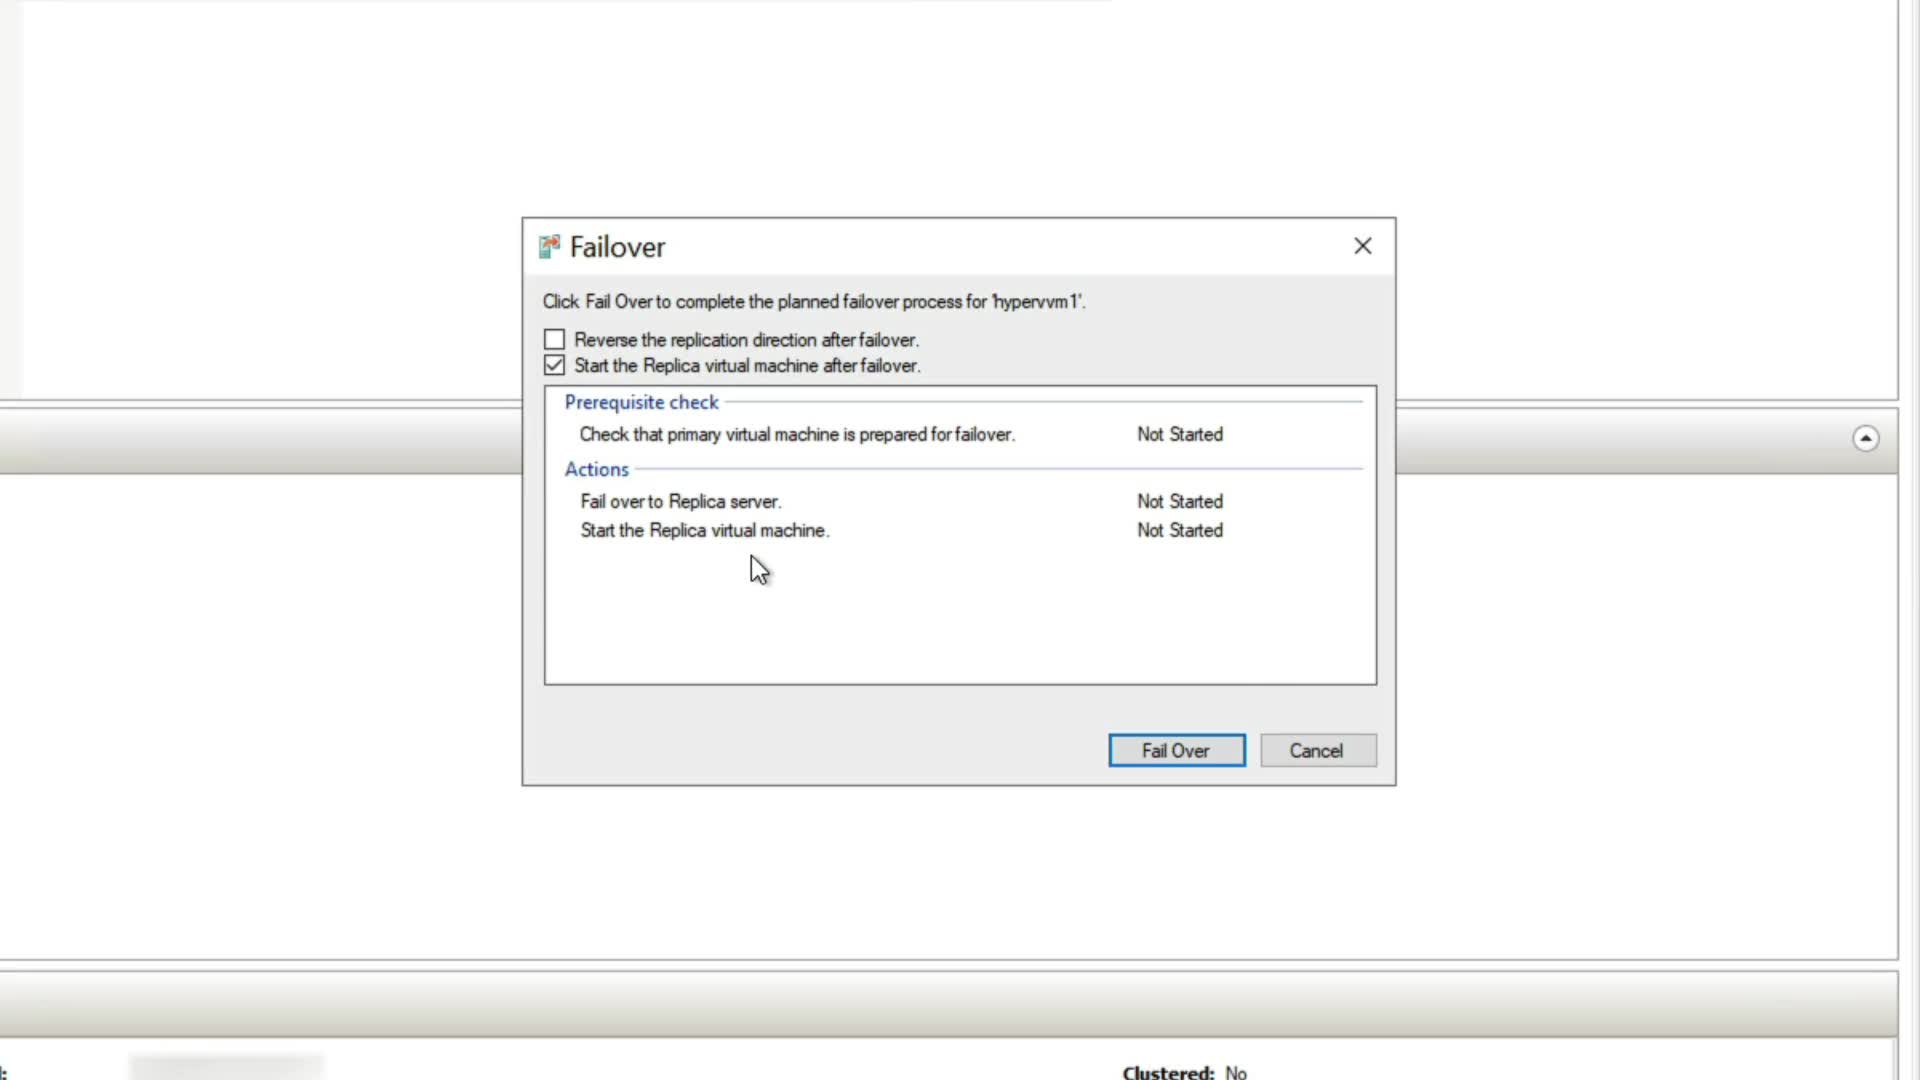 Failover
Click Fail Over to complete the planned failover process for 'hypervvm1'.
Reverse the replication direction after failover.
Start the Replica virtual machine after failover.
Prerequisite check
Check that primary virtual machine is prepared for failover. Not Started
Actions
Fail over to Replica server. Not Started
Start the Replica virtual machine. Not Started
Fail Over Cancel
Clustered: No